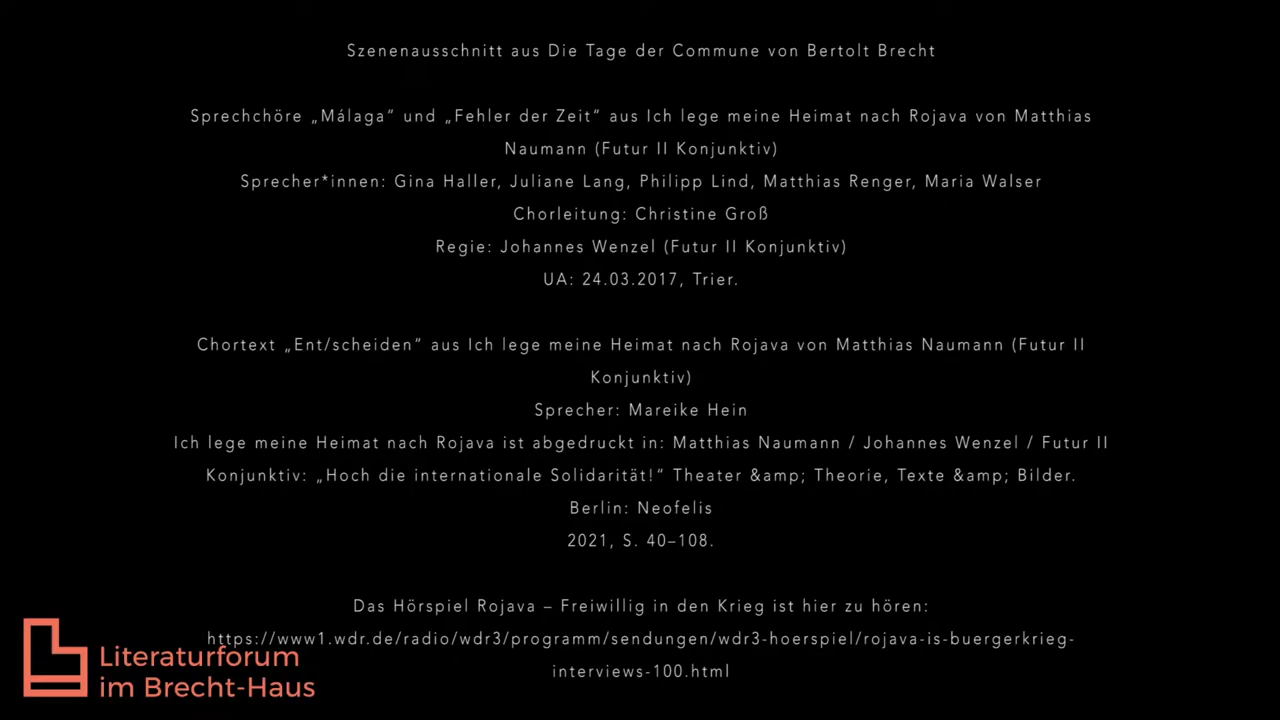 Szenenausschnitt aus Die Tage der Commune von Bertolt Brecht
Sprechchöre „Málaga“ und „Fehler der Zeit“ aus Ich lege meine Heimat nach Rojava von Matthias
Naumann (Futur II Konjunktiv)
Sprecher*innen: Gina Haller, Juliane Lang, Philipp Lind, Matthias Renger, Maria Walser
Chorleitung: Christine Groß
Regie: Johannes Wenzel (Futur II Konjunktiv)
UA: 24.03.2017, Trier.
Chortext „Ent/scheiden“ aus Ich lege meine Heimat nach Rojava von Matthias Naumann (Futur II
Konjunktiv)
Sprecher: Mareike Hein
Ich lege meine Heimat nach Rojava ist abgedruckt in: Matthias Naumann / Johannes Wenzel / Futur II
Konjunktiv: „Hoch die internationale Solidarität!“ Theater &amp; Theorie, Texte &amp; Bilder.
Berlin: Neofelis
2021, S. 40–108.
Das Hörspiel Rojava – Freiwillig in den Krieg ist hier zu hören:
https://www1.wdr.de/radio/wdr3/programm/sendungen/wdr3-hoerspiel/rojava-is-buergerkrieg-
interviews-100.html
Literaturforum
im Brecht-Haus